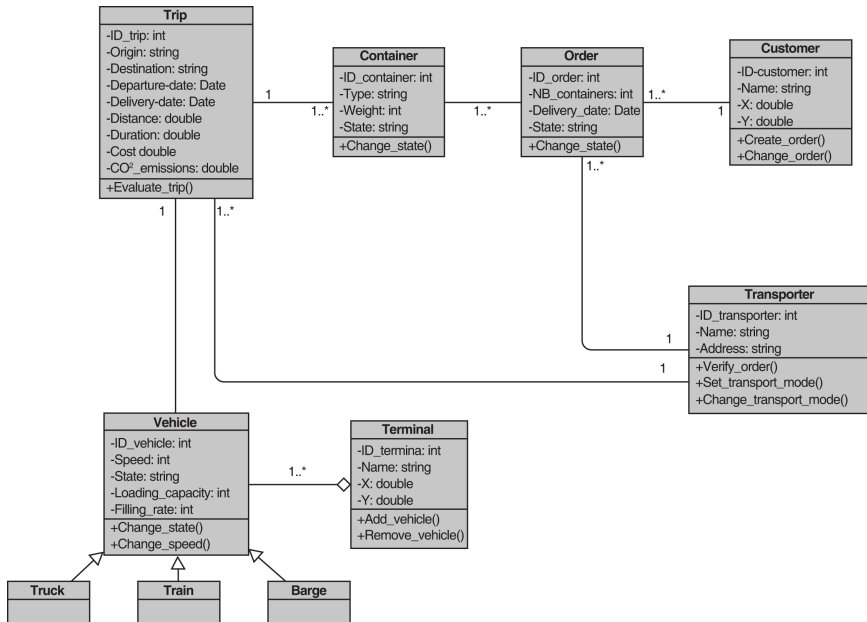 Trip
-ID_trip: int
-Origin: string
-Destination: string
-Departure-date: Date
-Delivery-date: Date
-Distance: double
-Duration: double
-Cost double
-CO²_emissions: double
+Evaluate_trip()
1
1..*
Container
-ID_container: int
-Type: string
-Weight: int
-State: string
+Change_state()
1..*
Order
-ID_order: int
-NB_containers: int
-Delivery_date: Date
-State: string
+Change_state()
1..*
1
Customer
-ID-customer: int
-Name: string
-X: double
-Y: double
+Create_order()
+Change_order()
1..*
1
1..*
1
1
Transporter
-ID_transporter: int
-Name: string
-Address: string
+Verify_order()
+Set_transport_mode()
+Change_transport_mode()
Vehicle
-ID_vehicle: int
-Speed: int
-State: string
-Loading_capacity: int
-Filling_rate: int
+Change_state()
+Change_speed()
1..*
Terminal
-ID_termina: int
-Name: string
-X: double
-Y: double
+Add_vehicle()
+Remove_vehicle()
Truck
Train
Barge